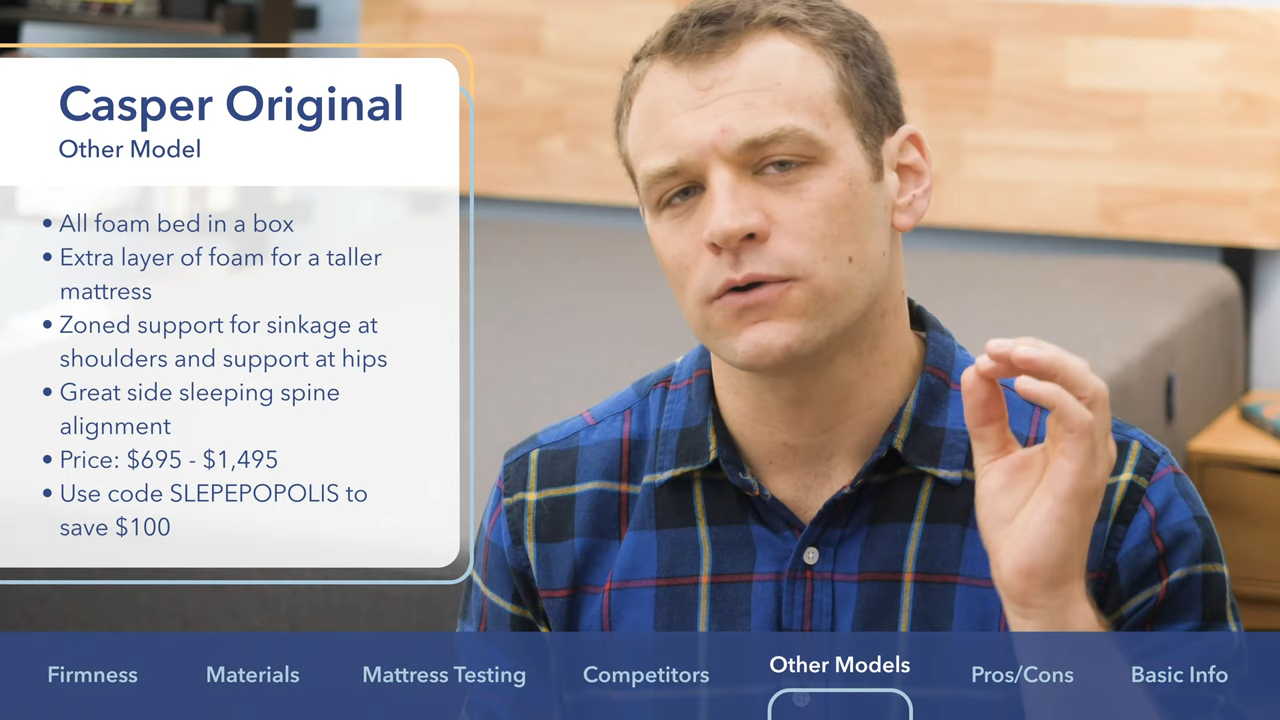 Casper Original
Other Model
• All foam bed in a box
• Extra layer of foam for a taller
mattress
• Zoned support for sinkage at
shoulders and support at hips
• Great side sleeping spine
alignment
• Price: $695 - $1,495
• Use code SLEPEPOPOLIS to
save $100
Firmness Materials Mattress Testing Competitors Other Models Pros/Cons Basic Info